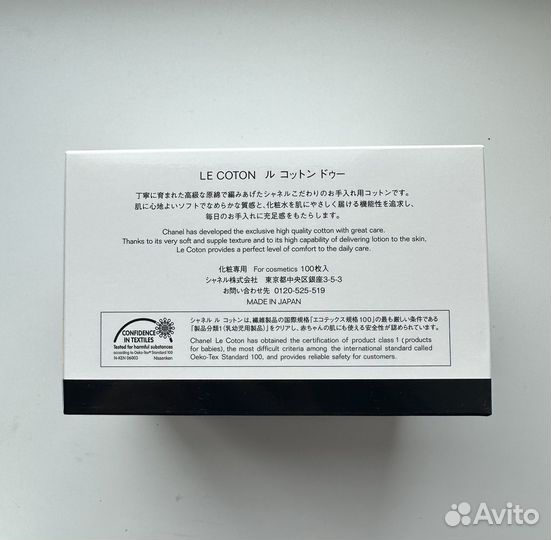 LE COTON ル コットン ドゥー
丁寧に育まれた高級な原綿で編みあげたシャネルこだわりのお手入れ用コットンです。
肌に心地よいソフトでなめらかな質感と、化粧水を肌にやさしく届ける機能性を追求し、
毎日のお手入れに充足感をもたらします。
Chanel has developed the exclusive high quality cotton with great care.
Thanks to its very soft and supple texture and to its high capability of delivering lotion to the skin,
Le Coton provides a perfect level of comfort to the daily care.
化粧専用 For cosmetics 100枚入
シャネル株式会社 東京都中央区銀座3-5-3
お問い合わせ先 0120-525-519
MADE IN JAPAN
CONFIDENCE
IN TEXTILES
Tested for harmful substances
according to Oeko-Tex® Standard 100
N-KEN 06003 Nissenken
シャネル ル コットンは、繊維製品の国際規格「エコテックス規格100」の最も厳しい条件である
「製品分類1(乳幼児用製品)」をクリアし、赤ちゃんの肌にも使える安全性が認められています。
Chanel Le Coton has obtained the certification of product class 1 (products
for babies), the most difficult criteria among the international standard called
Oeko-Tex Standard 100, and provides reliable safety for customers.
Avito